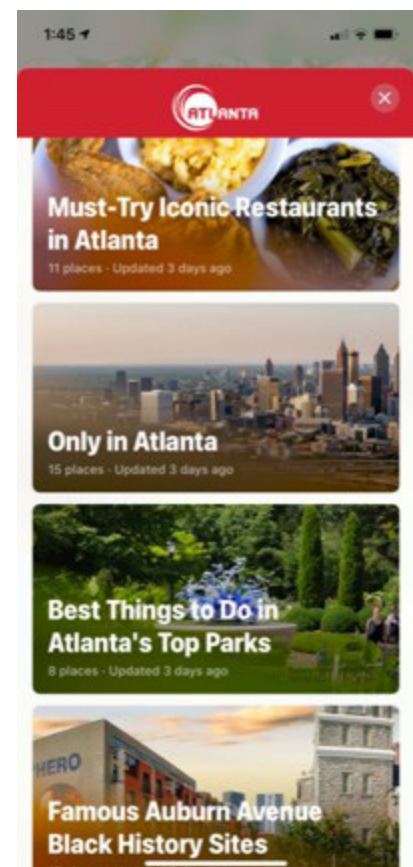 1:45
ATLANTA
Must-Try Iconic Restaurants
in Atlanta
11 places · Updated 3 days ago
Only in Atlanta
15 places · Updated 3 days ago
Best Things to Do in
Atlanta's Top Parks
8 places · Updated 3 days ago
HERO
Famous Auburn Avenue
Black History Sites